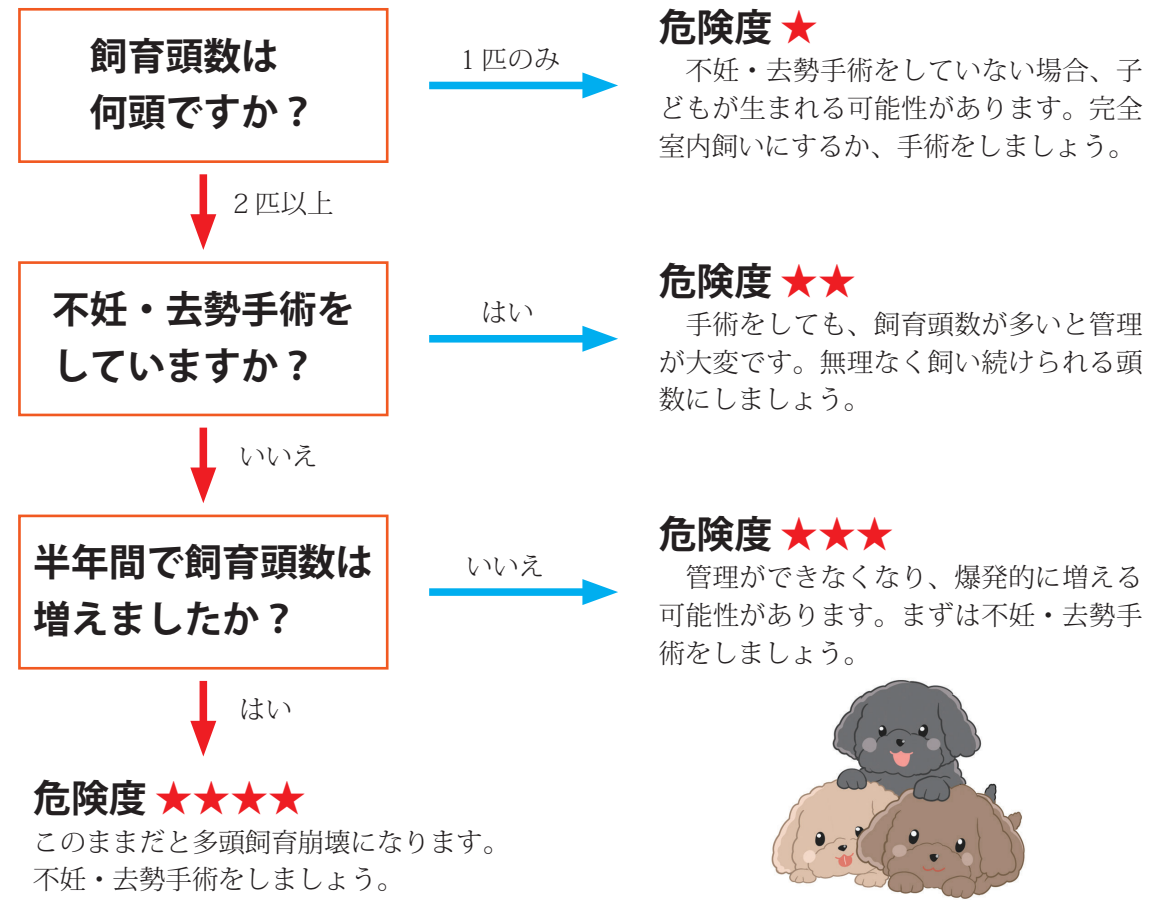 飼育頭数は
何頭ですか？
1匹のみ
危険度 ★
不妊・去勢手術をしていない場合、子
どもが生まれる可能性があります。完全
室内飼いにするか、手術をしましょう。
2匹以上
不妊・去勢手術を
していますか？
はい
危険度 ★★
手術をしても、飼育頭数が多いと管理
が大変です。無理なく飼い続けられる頭
数にしましょう。
いいえ
半年間で飼育頭数は
増えましたか？
いいえ
危険度 ★★★
管理ができなくなり、爆発的に増える
可能性があります。まずは不妊・去勢手
術をしましょう。
はい
危険度 ★★★★
このままだと多頭飼育崩壊になります。
不妊・去勢手術をしましょう。